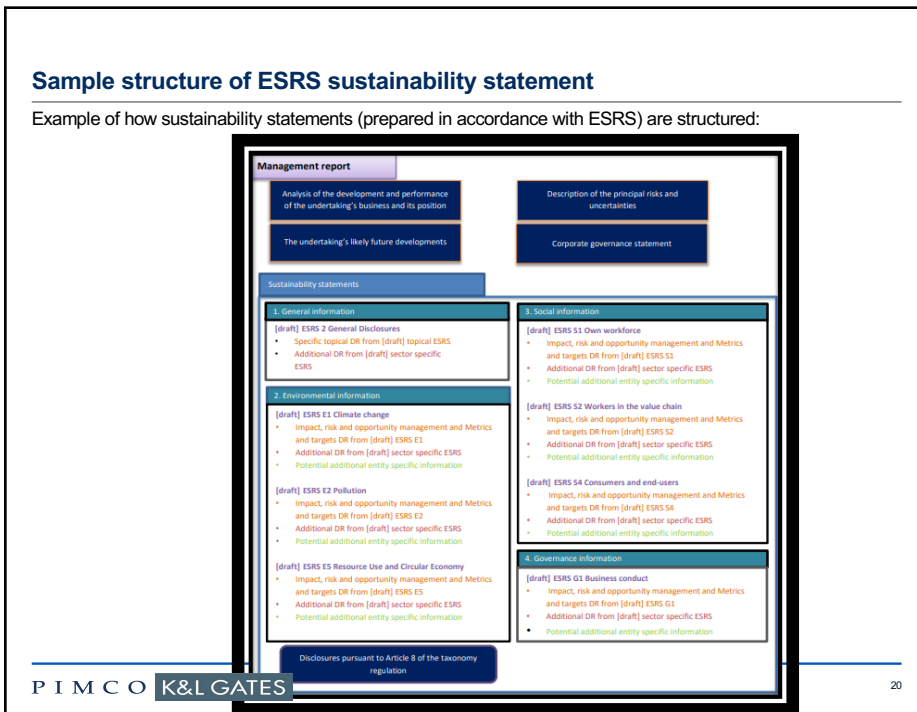 Sample structure of ESRS sustainability statement
Example of how sustainability statements (prepared in accordance with ESRS) are structured:
Management report
Analysis of the development and performance
of the undertaking's business and its position
Description of the principal risks and
uncertainties
The undertaking's likely future developments
Corporate governance statement
Sustainability statements
1. General information
[draft] ESRS 2 General Disclosures
• Specific topical DR from [draft] topical ESRS
• Additional DR from [draft] sector specific
ESRS
2. Environmental information
[draft] ESRS E1 Climate change
• Impact, risk and opportunity management and Metrics
and targets DR from [draft] ESRS E1
• Additional DR from [draft] sector specific ESRS
• Potential additional entity specific information
[draft] ESRS E2 Pollution
• Impact, risk and opportunity management and Metrics
and targets DR from [draft] ESRS E2
• Additional DR from [draft] sector specific ESRS
• Potential additional entity specific information
[draft] ESRS E5 Resource Use and Circular Economy
• Impact, risk and opportunity management and Metrics
and targets DR from [draft] ESRS E5
• Additional DR from [draft] sector specific ESRS
• Potential additional entity specific information
Disclosures pursuant to Article 8 of the taxonomy
regulation
3. Social information
[draft] ESRS S1 Own workforce
• Impact, risk and opportunity management and Metrics
and targets DR from [draft] ESRS S1
• Additional DR from [draft] sector specific ESRS
• Potential additional entity specific information
[draft] ESRS S2 Workers in the value chain
• Impact, risk and opportunity management and Metrics
and targets DR from [draft] ESRS S2
• Additional DR from [draft] sector specific ESRS
• Potential additional entity specific information
[draft] ESRS S4 Consumers and end-users
• Impact, risk and opportunity management and Metrics
and targets DR from [draft] ESRS S4
• Additional DR from [draft] sector specific ESRS
• Potential additional entity specific information
4. Governance information
[draft] ESRS G1 Business conduct
• Impact, risk and opportunity management and Metrics
and targets DR from [draft] ESRS G1
• Additional DR from [draft] sector specific ESRS
• Potential additional entity specific information
PIMCO K&L GATES
20